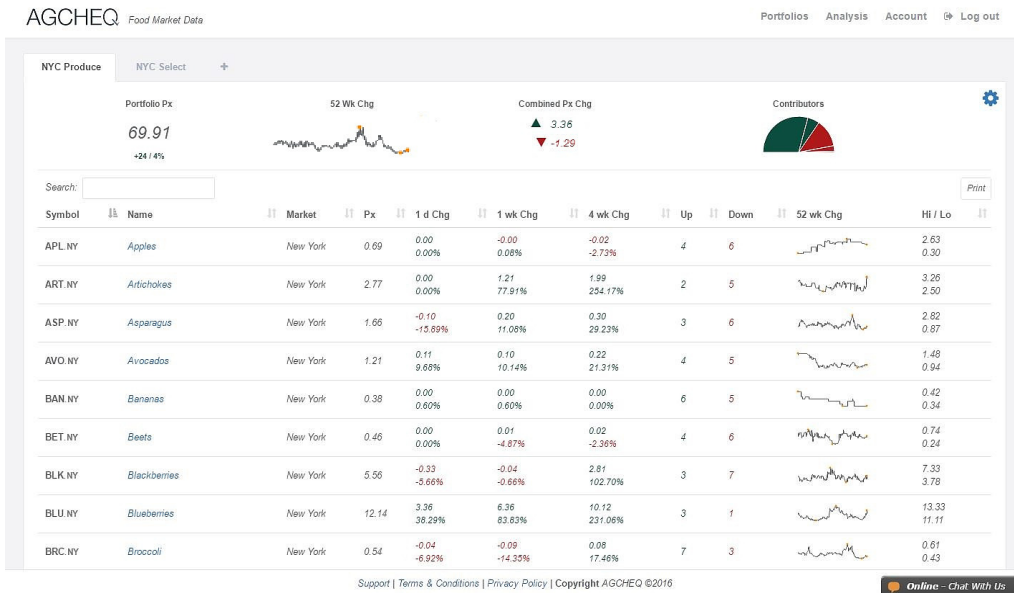 AGCHEQ Food Market Data
Portfolios Analysis Account Log out
NYC Produce NYC Select +
Portfolio Px 52 Wk Chg Combined Px Chg Contributors
69.91
+24 / 4%
3.36
-1.29
Search: Print
Symbol Name Market Px 1 d Chg 1 wk Chg 4 wk Chg Up Down 52 wk Chg Hi / Lo
APL.NY Apples New York 0.69 0.00 -0.00 -0.02 4 6 2.63
0.00% 0.08% -2.73% 0.30
ART.NY Artichokes New York 2.77 0.00 1.21 1.99 2 5 3.26
0.00% 77.91% 254.17% 2.50
ASP.NY Asparagus New York 1.66 -0.10 0.20 0.30 3 6 2.82
-15.89% 11.08% 29.23% 0.87
AVO.NY Avocados New York 1.21 0.11 0.10 0.22 4 5 1.48
9.68% 10.14% 21.31% 0.94
BAN.NY Bananas New York 0.38 0.00 0.00 0.00 6 5 0.42
0.60% 0.60% 0.00% 0.34
BET.NY Beets New York 0.46 0.00 0.01 0.02 4 6 0.74
0.00% -4.87% -2.36% 0.24
BLK.NY Blackberries New York 5.56 -0.33 -0.04 2.81 3 7 7.33
-5.66% -0.66% 102.70% 3.78
BLU.NY Blueberries New York 12.14 3.36 6.36 10.12 3 1 13.33
38.29% 83.83% 231.06% 11.11
BRC.NY Broccoli New York 0.54 -0.04 -0.09 0.08 7 3 0.61
-6.92% -14.35% 17.46% 0.43
Support | Terms & Conditions | Privacy Policy | Copyright AGCHEQ ©2016
Online - Chat With Us